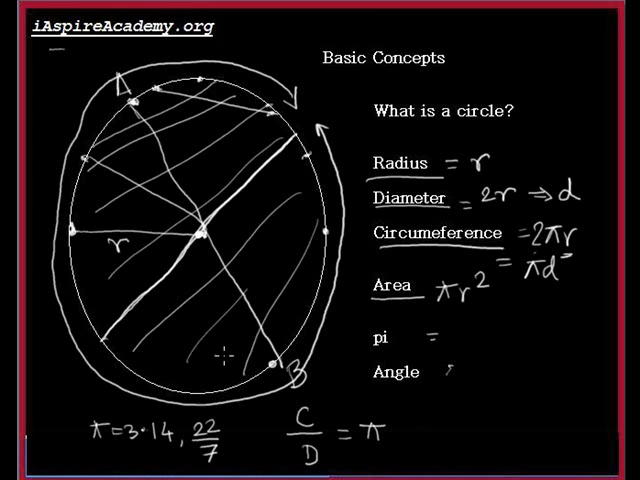 iAspireAcademy.org
Basic Concepts
What is a circle?
Radius = r
Diameter = 2r ⇒ d
Circumeference = 2πr
= πd
Area πr²
pi =
Angle
A
r
B
π = 3.14, 22/7
C/D = π